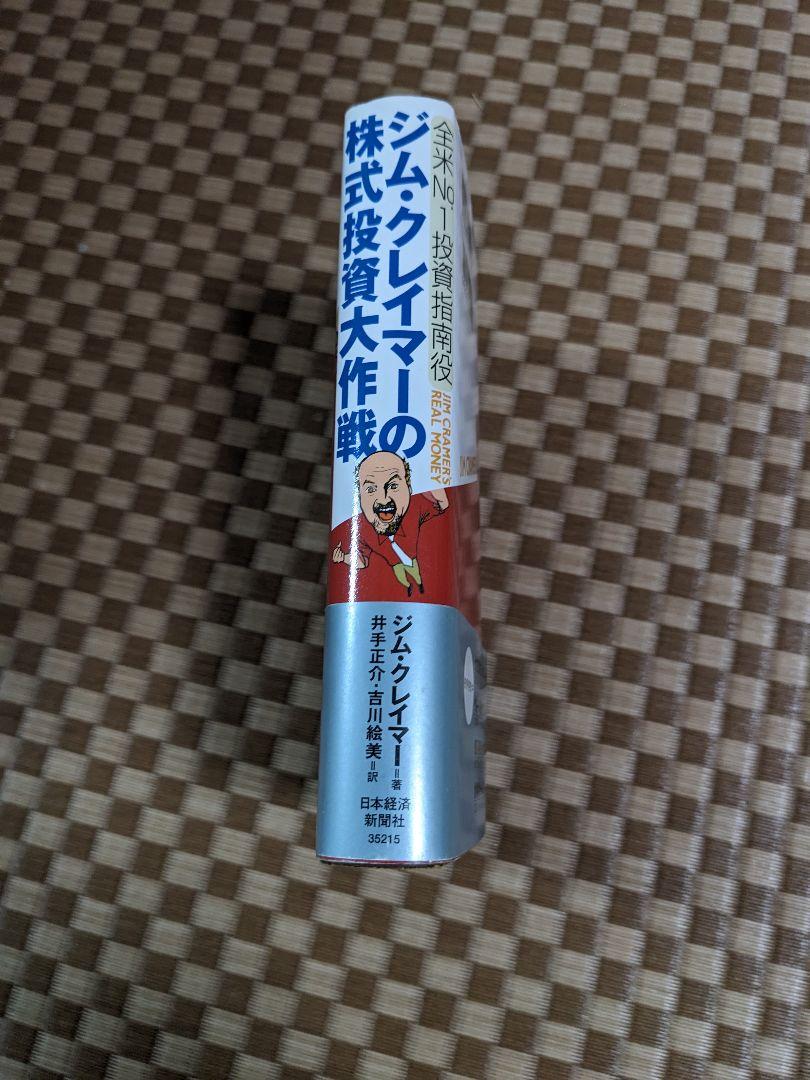 全米No.1投資指南役
ジム・クレイマーの
株式投資大作戦
JIM CRAMER'S
REAL MONEY
ジム・クレイマー=著
井手正介・吉川絵美=訳
日本経済
新聞社
35215